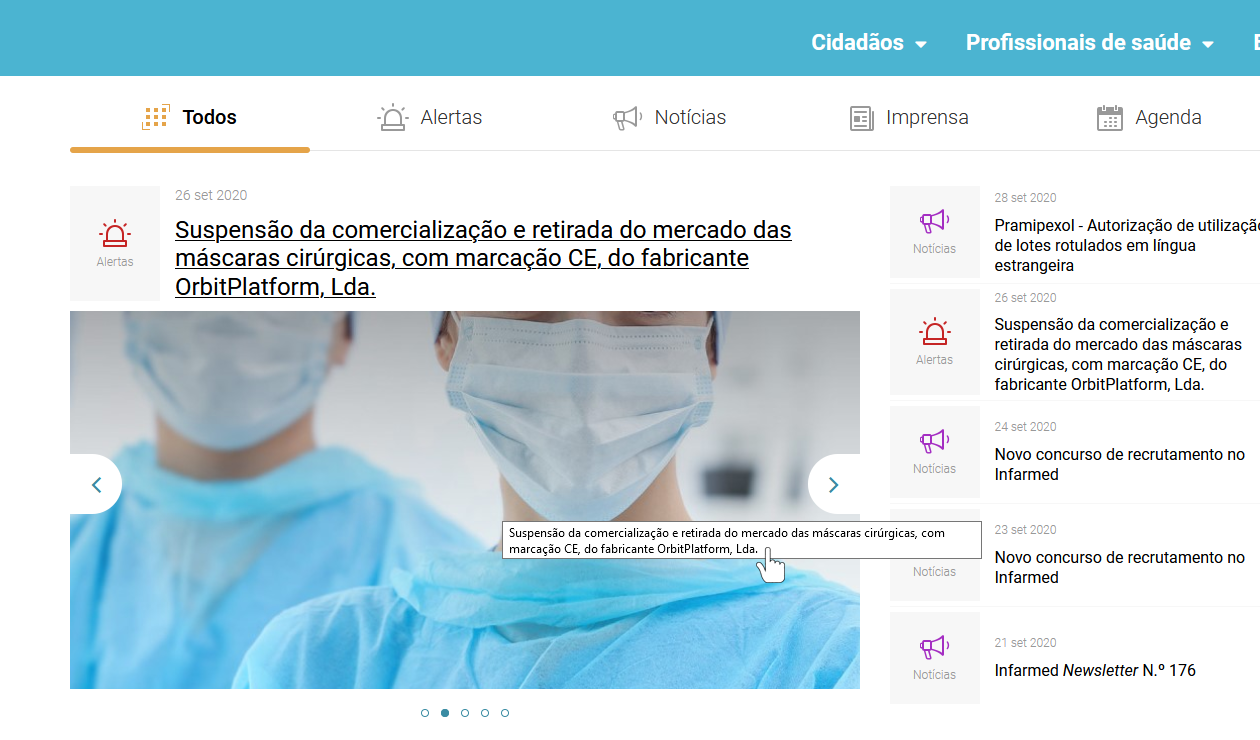 Cidadãos
Profissionais de saúde
Todos
Alertas
Notícias
Imprensa
Agenda
Alertas
26 set 2020
Suspensão da comercialização e retirada do mercado das
máscaras cirúrgicas, com marcação CE, do fabricante
OrbitPlatform, Lda.
Suspensão da comercialização e retirada do mercado das máscaras cirúrgicas, com
marcação CE, do fabricante OrbitPlatform, Lda.
Notícias
28 set 2020
Pramipexol - Autorização de utilização
de lotes rotulados em língua
estrangeira
Alertas
26 set 2020
Suspensão da comercialização e
retirada do mercado das máscaras
cirúrgicas, com marcação CE, do
fabricante OrbitPlatform, Lda.
Notícias
24 set 2020
Novo concurso de recrutamento no
Infarmed
Notícias
23 set 2020
Novo concurso de recrutamento no
Infarmed
Notícias
21 set 2020
Infarmed Newsletter N.º 176